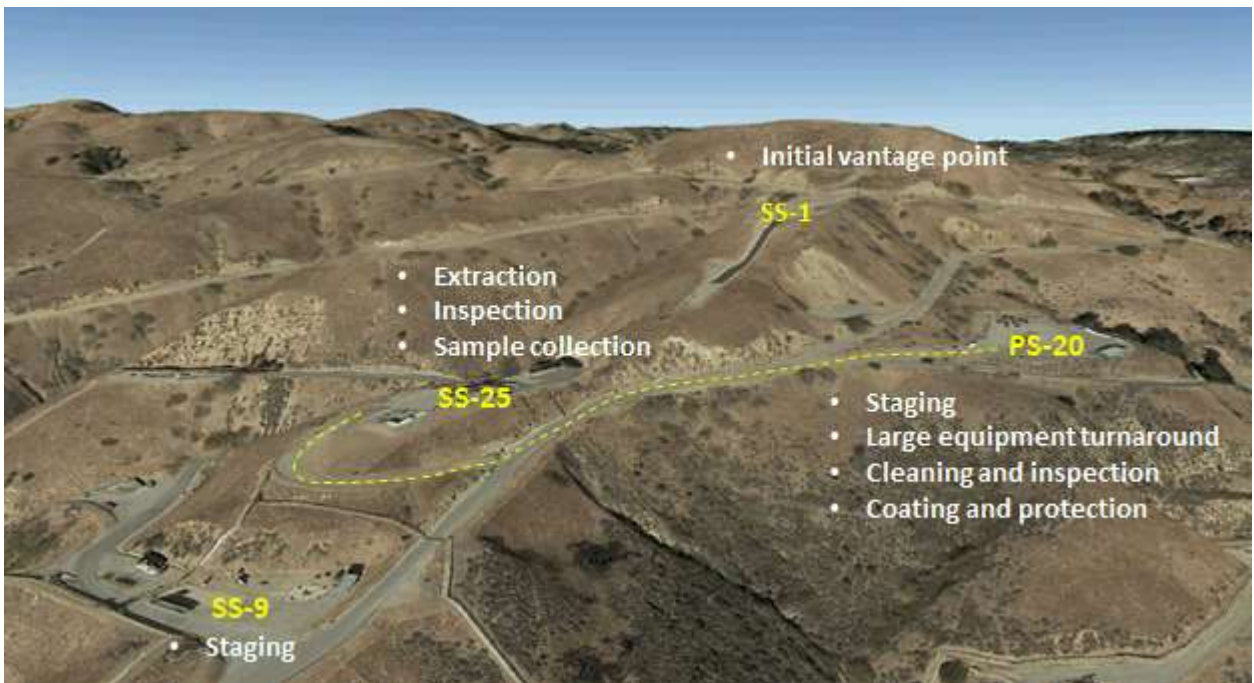 • Initial vantage point
SS-1
• Extraction
• Inspection
• Sample collection
SS-25
PS-20
• Staging
• Large equipment turnaround
• Cleaning and inspection
• Coating and protection
SS-9
• Staging